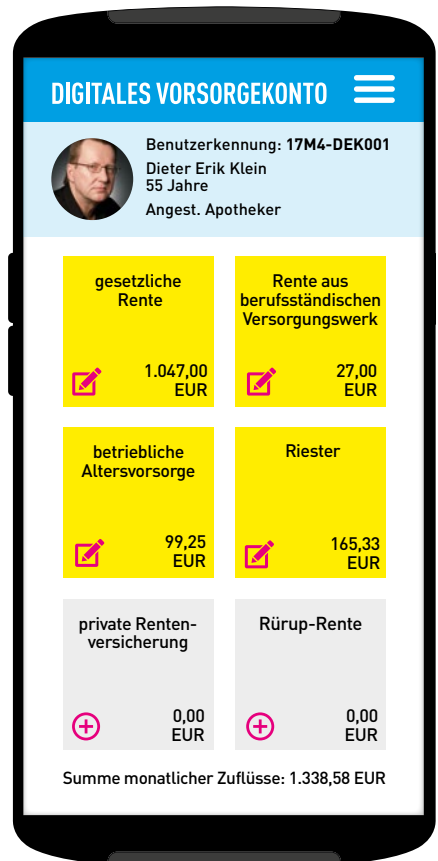 DIGITALES VORSORGEKONTO
Benutzerkennung: 17M4-DEK001
Dieter Erik Klein
55 Jahre
Angest. Apotheker
gesetzliche
Rente
1.047,00
EUR
Rente aus
berufsständischen
Versorgungswerk
27,00
EUR
betriebliche
Altersvorsorge
99,25
EUR
Riester
165,33
EUR
private Renten-
versicherung
0,00
EUR
Rürup-Rente
0,00
EUR
Summe monatlicher Zuflüsse: 1.338,58 EUR